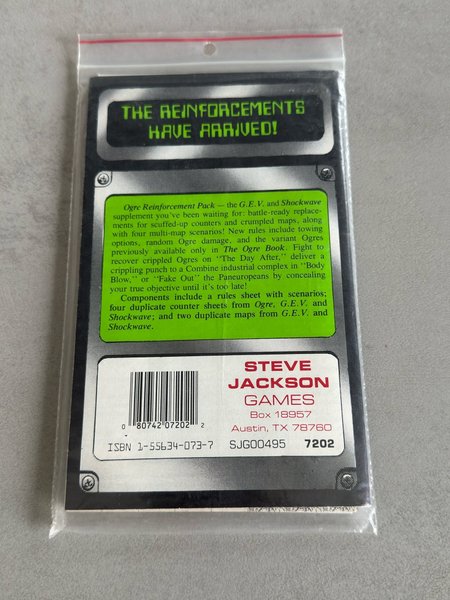 THE REINFORCEMENTS
HAVE ARRIVED!
Ogre Reinforcement Pack — the G.E.V. and Shockwave
supplement you've been waiting for: battle-ready replace-
ments for scuffed-up counters and crumpled maps, along
with four multi-map scenarios! New rules include towing
options, random Ogre damage, and the variant Ogres
previously available only in The Ogre Book. Fight to
recover crippled Ogres on "The Day After," deliver a
crippling punch to a Combine industrial complex in "Body
Blow," or "Fake Out" the Paneuropeans by concealing
your true objective until it's too late!
Components include a rules sheet with scenarios;
four duplicate counter sheets from Ogre, G.E.V. and
Shockwave; and two duplicate maps from G.E.V. and
Shockwave.
STEVE
JACKSON
GAMES
Box 18957
Austin, TX 78760
0 80742 07202 2
ISBN 1-55634-073-7 SJG00495 7202